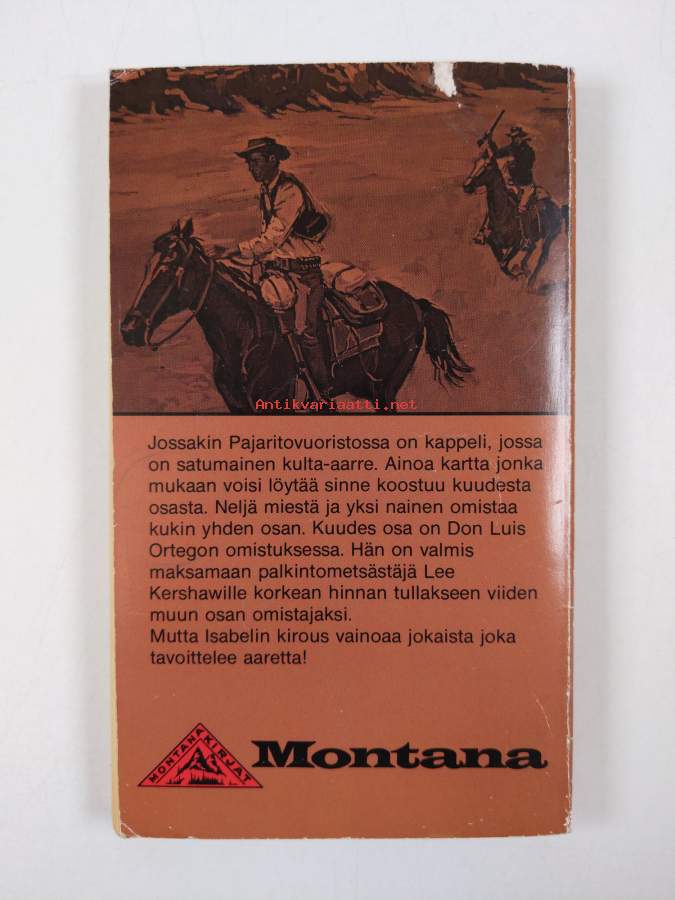 Antikvariaatti.net
Jossakin Pajaritovuoristossa on kappeli, jossa
on satumainen kulta-aarre. Ainoa kartta jonka
mukaan voisi löytää sinne koostuu kuudesta
osasta. Neljä miestä ja yksi nainen omistaa
kukin yhden osan. Kuudes osa on Don Luis
Ortegon omistuksessa. Hän on valmis
maksamaan palkintometsästäjä Lee
Kershawille korkean hinnan tullakseen viiden
muun osan omistajaksi.
Mutta Isabelin kirous vainoaa jokaista joka
tavoittelee aaretta!
MONTANA KIRJAT
Montana